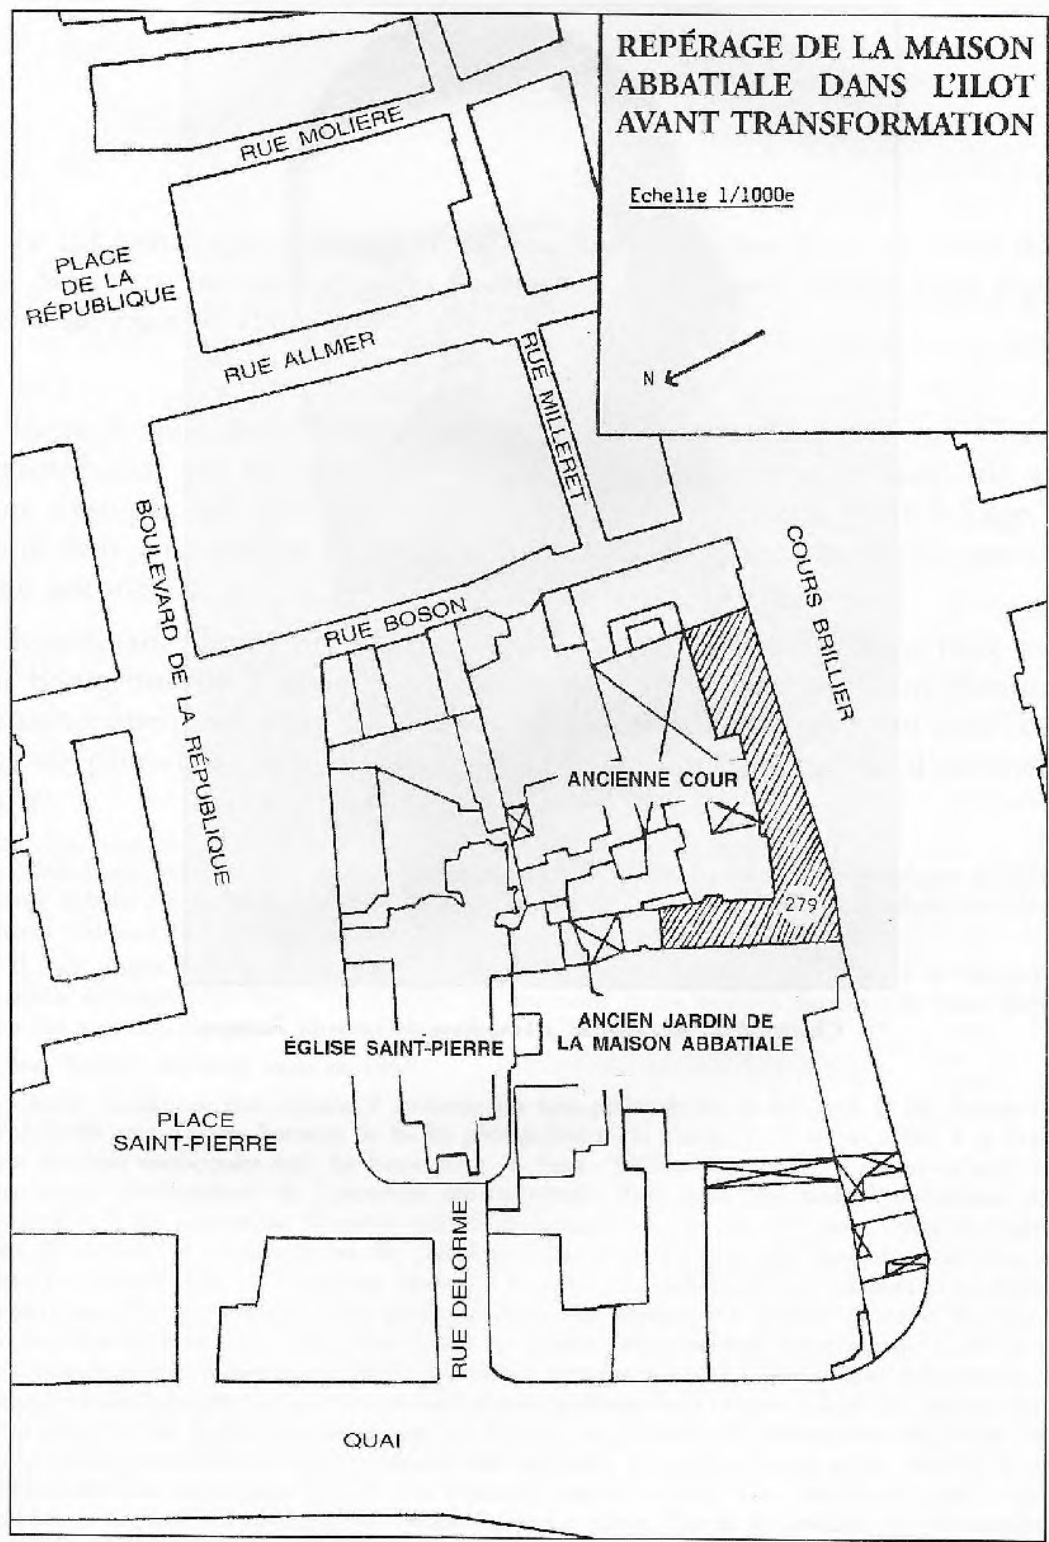 REPÉRAGE DE LA MAISON
ABBATIALE DANS L'ILOT
AVANT TRANSFORMATION
Echelle 1/1000e
N
RUE MOLIERE
PLACE
DE LA
RÉPUBLIQUE
RUE ALLMER
RUE MILLERET
BOULEVARD DE LA RÉPUBLIQUE
COURS BRILLIER
RUE BOSON
ANCIENNE COUR
279
ÉGLISE SAINT-PIERRE
ANCIEN JARDIN DE
LA MAISON ABBATIALE
PLACE
SAINT-PIERRE
RUE DELORME
QUAI